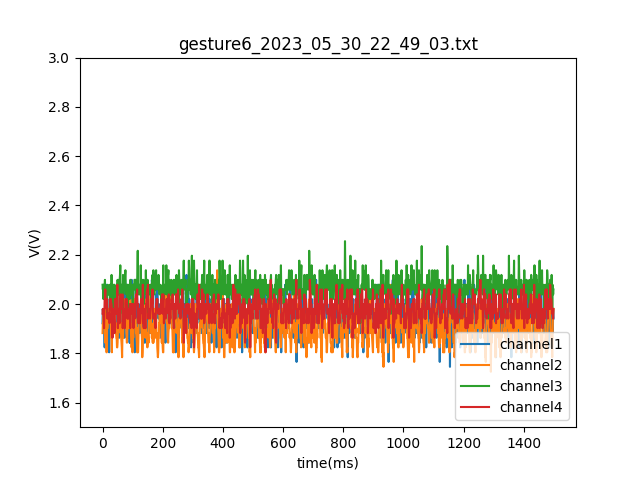 gesture6_2023_05_30_22_49_03.txt
3.0
2.8
2.6
2.4
2.2
2.0
1.8
1.6
V(V)
0 200 400 600 800 1000 1200 1400
time(ms)
channel1
channel2
channel3
channel4